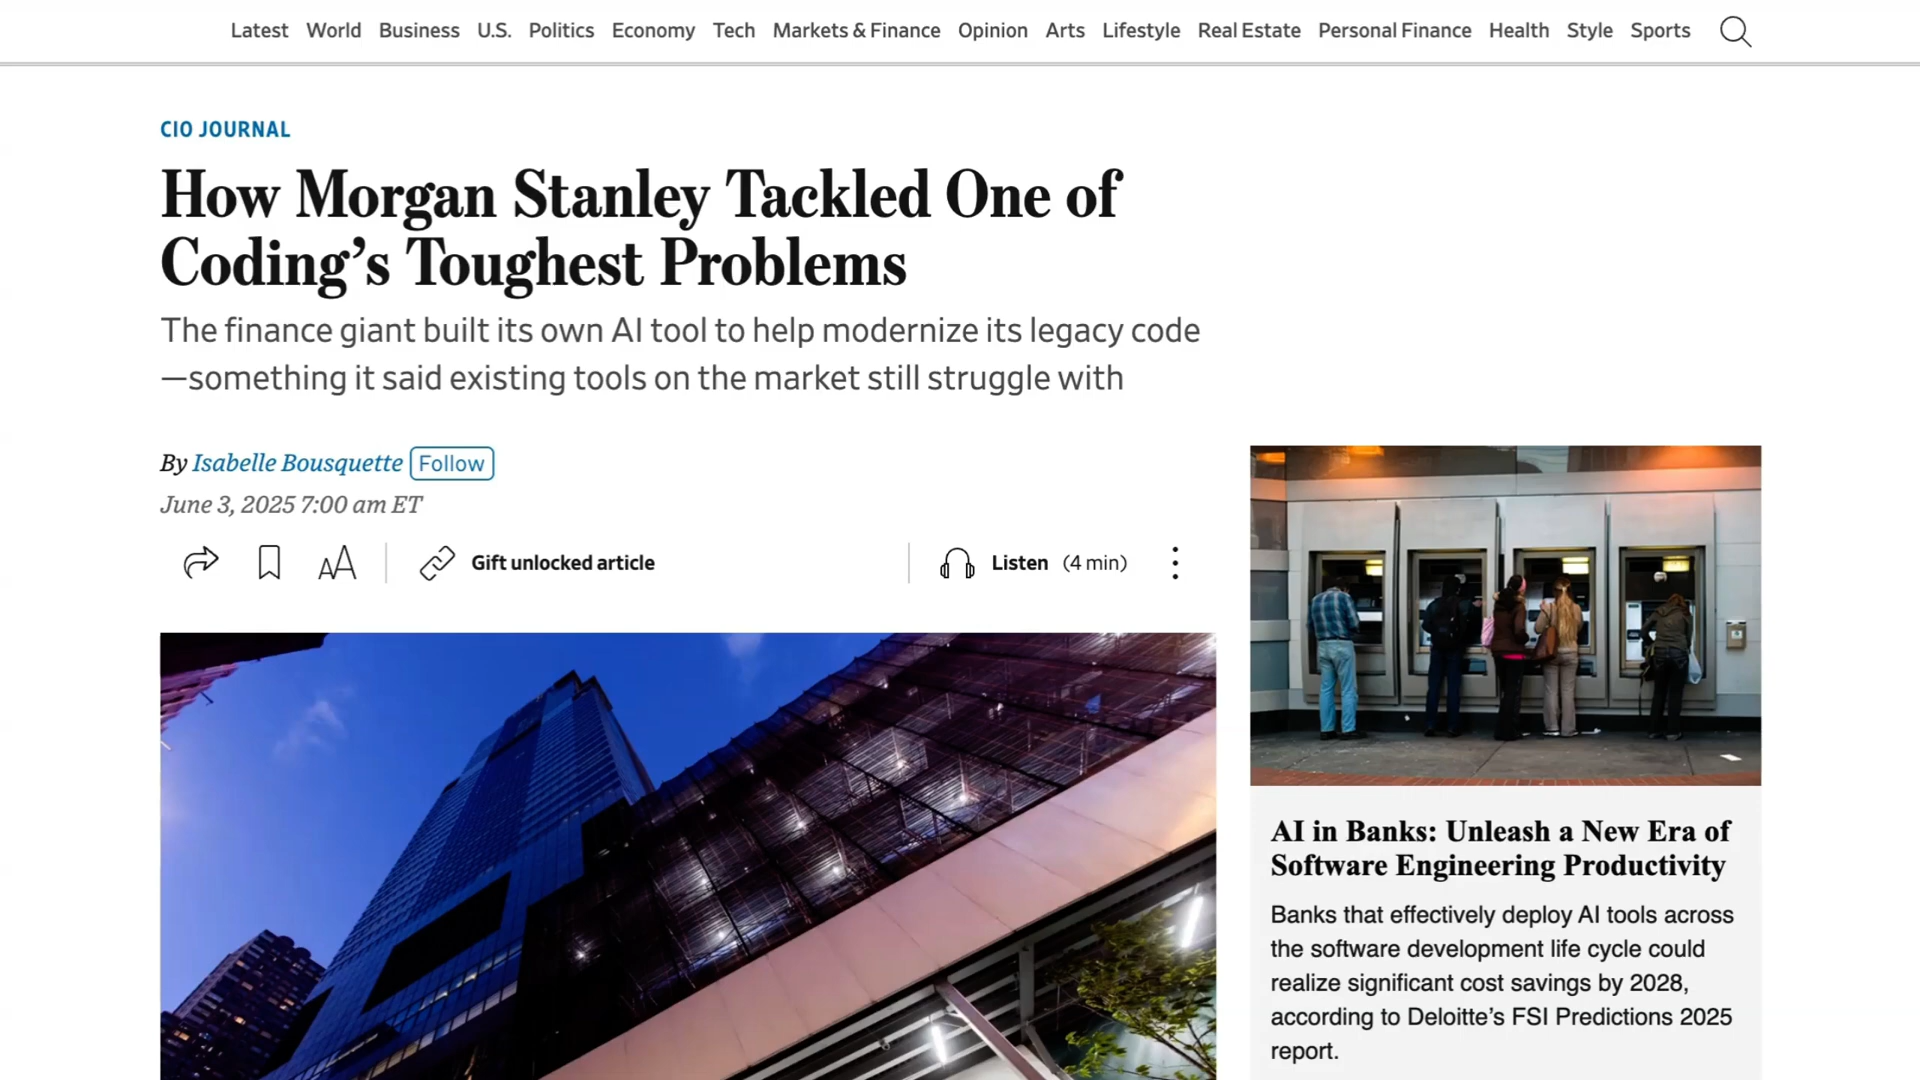 Latest World Business U.S. Politics Economy Tech Markets & Finance Opinion Arts Lifestyle Real Estate Personal Finance Health Style Sports
CIO JOURNAL
How Morgan Stanley Tackled One of
Coding’s Toughest Problems
The finance giant built its own AI tool to help modernize its legacy code
—something it said existing tools on the market still struggle with
By Isabelle Bousquette Follow
June 3, 2025 7:00 am ET
AA Gift unlocked article Listen (4 min)
AI in Banks: Unleash a New Era of
Software Engineering Productivity
Banks that effectively deploy AI tools across
the software development life cycle could
realize significant cost savings by 2028,
according to Deloitte’s FSI Predictions 2025
report.